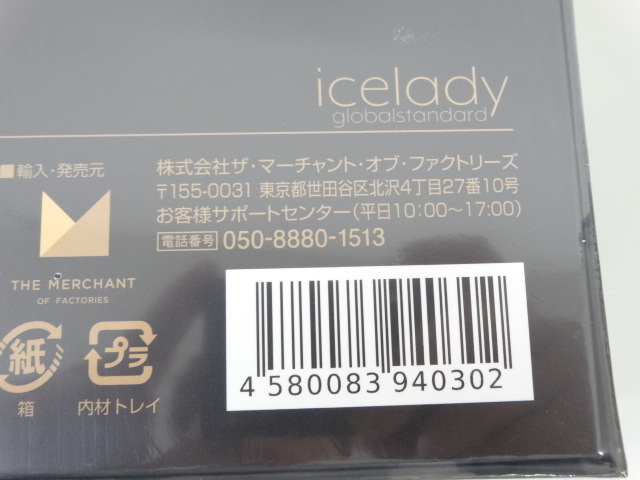 icelady
globalstandard
■輸入・発売元
株式会社ザ・マーチャント・オブ・ファクトリーズ
〒155-0031 東京都世田谷区北沢4丁目27番10号
お客様サポートセンター(平日10:00～17:00)
電話番号 050-8880-1513
THE MERCHANT
OF FACTORIES
紙
箱
プラ
内材トレイ
4 580083 940302